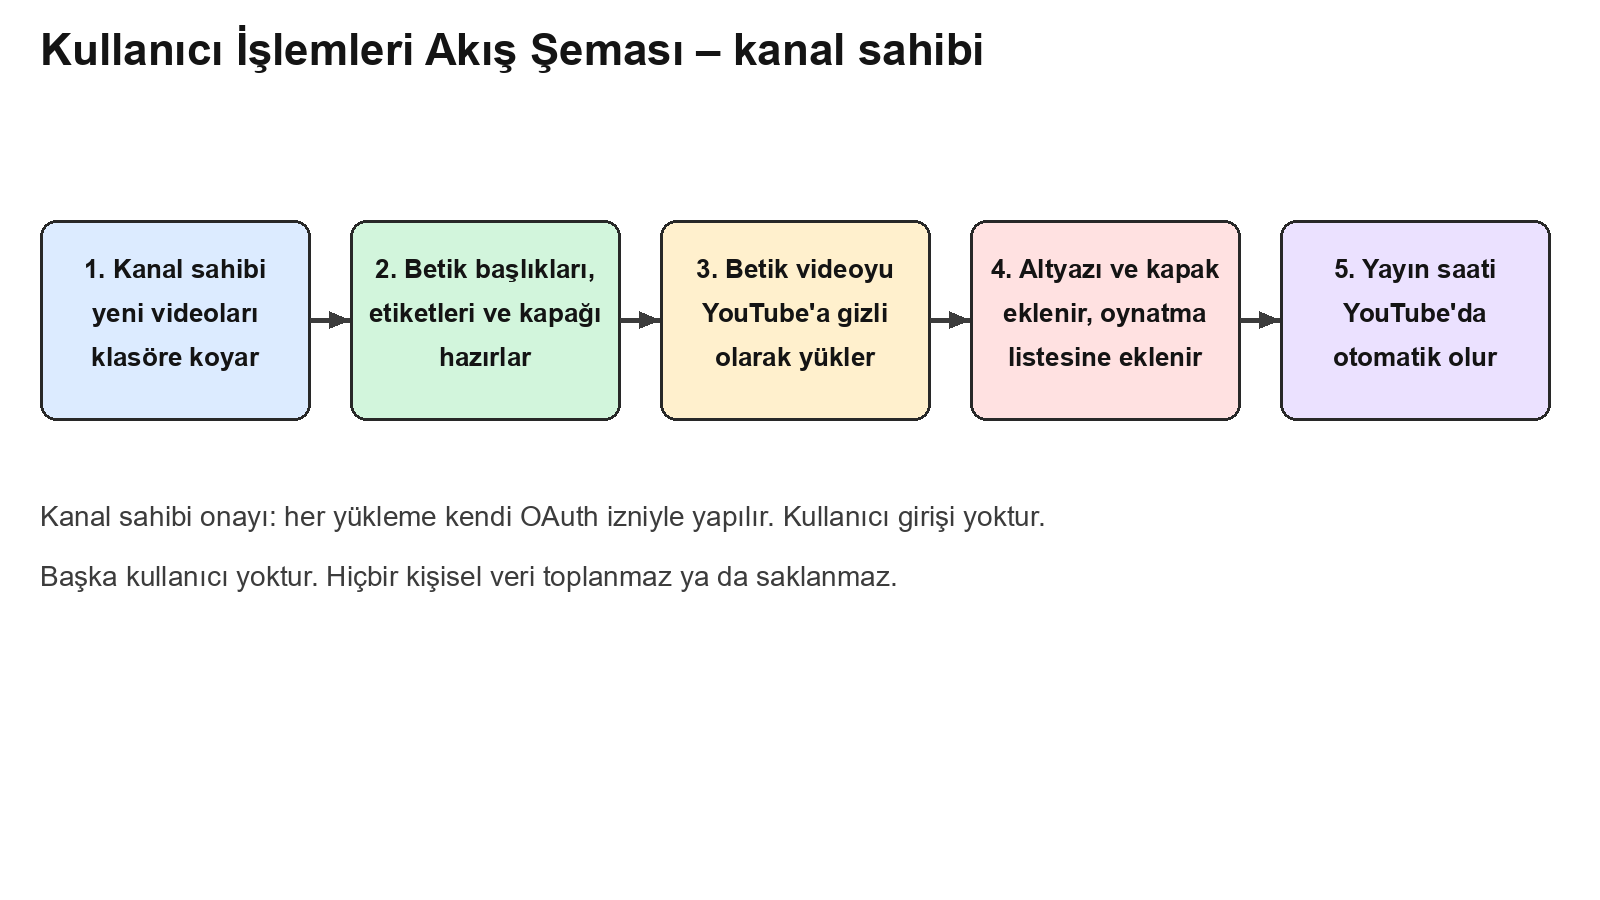 Kullanıcı İşlemleri Akış Şeması – kanal sahibi
1. Kanal sahibi
yeni videoları
klasöre koyar
2. Betik başlıkları,
etiketleri ve kapağı
hazırlar
3. Betik videoyu
YouTube'a gizli
olarak yükler
4. Altyazı ve kapak
eklenir, oynatma
listesine eklenir
5. Yayın saati
YouTube'da
otomatik olur
Kanal sahibi onayı: her yükleme kendi OAuth izniyle yapılır. Kullanıcı girişi yoktur.
Başka kullanıcı yoktur. Hiçbir kişisel veri toplanmaz ya da saklanmaz.